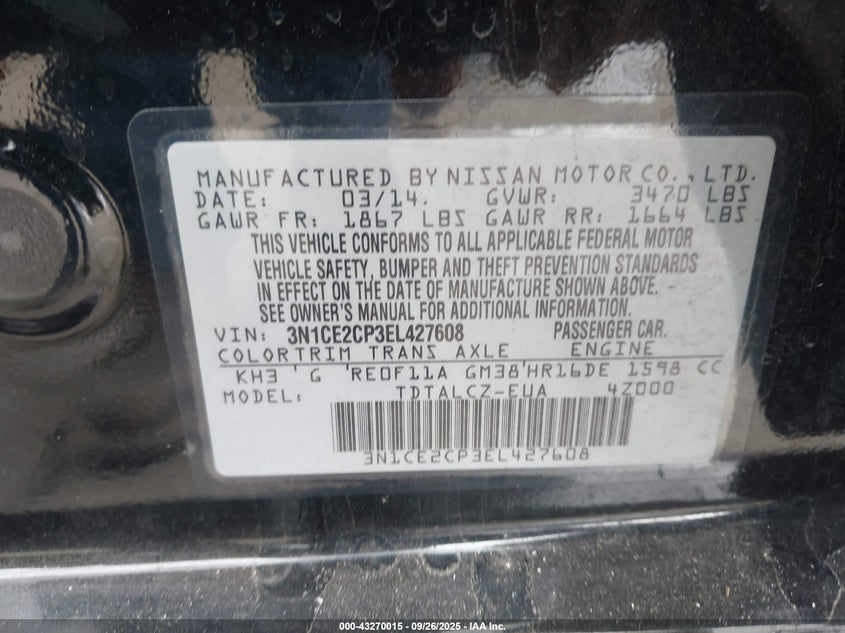 MANUFACTURED BY NISSAN MOTOR CO., LTD.
DATE: 03/14. GVWR: 3470 LBS
GAWR FR: 1867 LBS GAWR RR: 1664 LBS
THIS VEHICLE CONFORMS TO ALL APPLICABLE FEDERAL MOTOR
VEHICLE SAFETY, BUMPER AND THEFT PREVENTION STANDARDS
IN EFFECT ON THE DATE OF MANUFACTURE SHOWN ABOVE.
SEE OWNER'S MANUAL FOR ADDITIONAL INFORMATION.
VIN: 3N1CE2CP3EL427608 PASSENGER CAR.
COLORTRIM TRANS AXLE ENGINE
KH3 ' G 'RE0F11A GM38'HR16DE 1598 CC
MODEL: TDTALCZ-EUA 4Z000
3N1CE2CP3EL427608
000-43270015 - 09/26/2025 - IAA Inc.